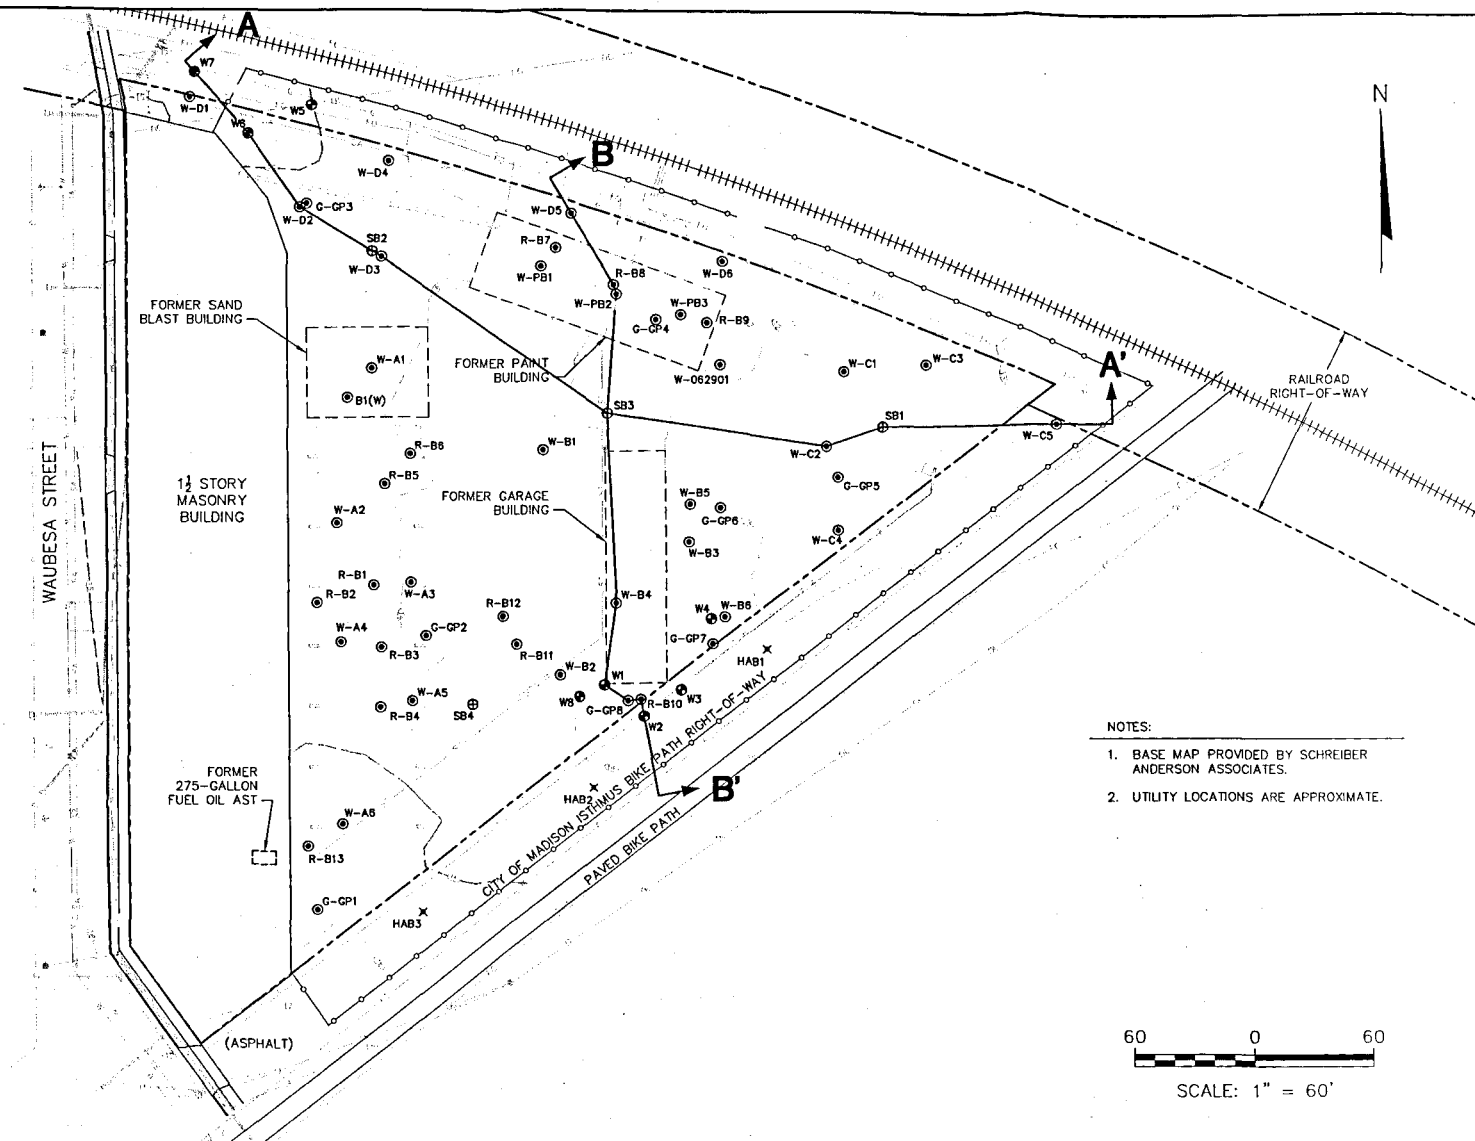 A
W7
W-D1
W6
W5
W-D4
B
N
G-GP3
W-D2
W-D5
SB2
W-D3
R-B7
W-PB1
R-B8
W-PB2
W-D6
W-PB3
G-GP4
R-B9
FORMER SAND
BLAST BUILDING
FORMER PAINT
BUILDING
W-A1
B1(W)
W-062901
W-C1
W-C3
A'
RAILROAD
RIGHT-OF-WAY
SB3
SB1
W-C2
W-C5
R-B6
W-B1
R-B5
G-GP5
1½ STORY
MASONRY
BUILDING
FORMER GARAGE
BUILDING
W-B5
G-GP6
W-A2
W-B3
W-C4
WAUBESA STREET
R-B1
R-B2
W-A3
R-B12
W-B4
W4
W-B6
W-A4
G-GP2
R-B3
R-B11
G-GP7
HAB1
W-B2
W1
W-A5
R-B4
SB4
W8
G-GP8
R-B10
W3
W2
B'
HAB2
FORMER
275-GALLON
FUEL OIL AST
W-A6
R-B13
G-GP1
HAB3
CITY OF MADISON ISTHMUS BIKE PATH RIGHT-OF-WAY
PAVED BIKE PATH
(ASPHALT)
NOTES:
1. BASE MAP PROVIDED BY SCHREIBER
ANDERSON ASSOCIATES.
2. UTILITY LOCATIONS ARE APPROXIMATE.
60 0 60
SCALE: 1" = 60'